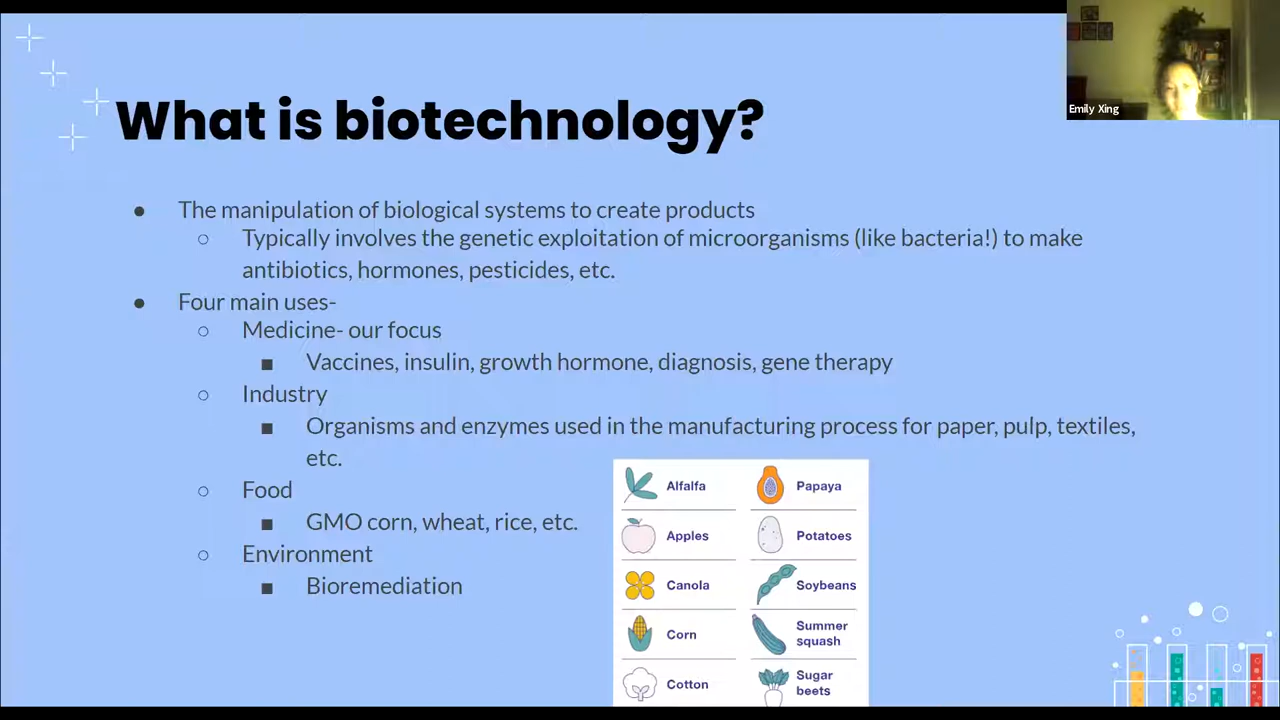 Emily Xing
What is biotechnology?
● The manipulation of biological systems to create products
○ Typically involves the genetic exploitation of microorganisms (like bacteria!) to make
antibiotics, hormones, pesticides, etc.
● Four main uses-
○ Medicine- our focus
■ Vaccines, insulin, growth hormone, diagnosis, gene therapy
○ Industry
■ Organisms and enzymes used in the manufacturing process for paper, pulp, textiles,
etc.
○ Food
■ GMO corn, wheat, rice, etc.
○ Environment
■ Bioremediation
Alfalfa
Papaya
Apples
Potatoes
Canola
Soybeans
Corn
Summer
squash
Cotton
Sugar
beets